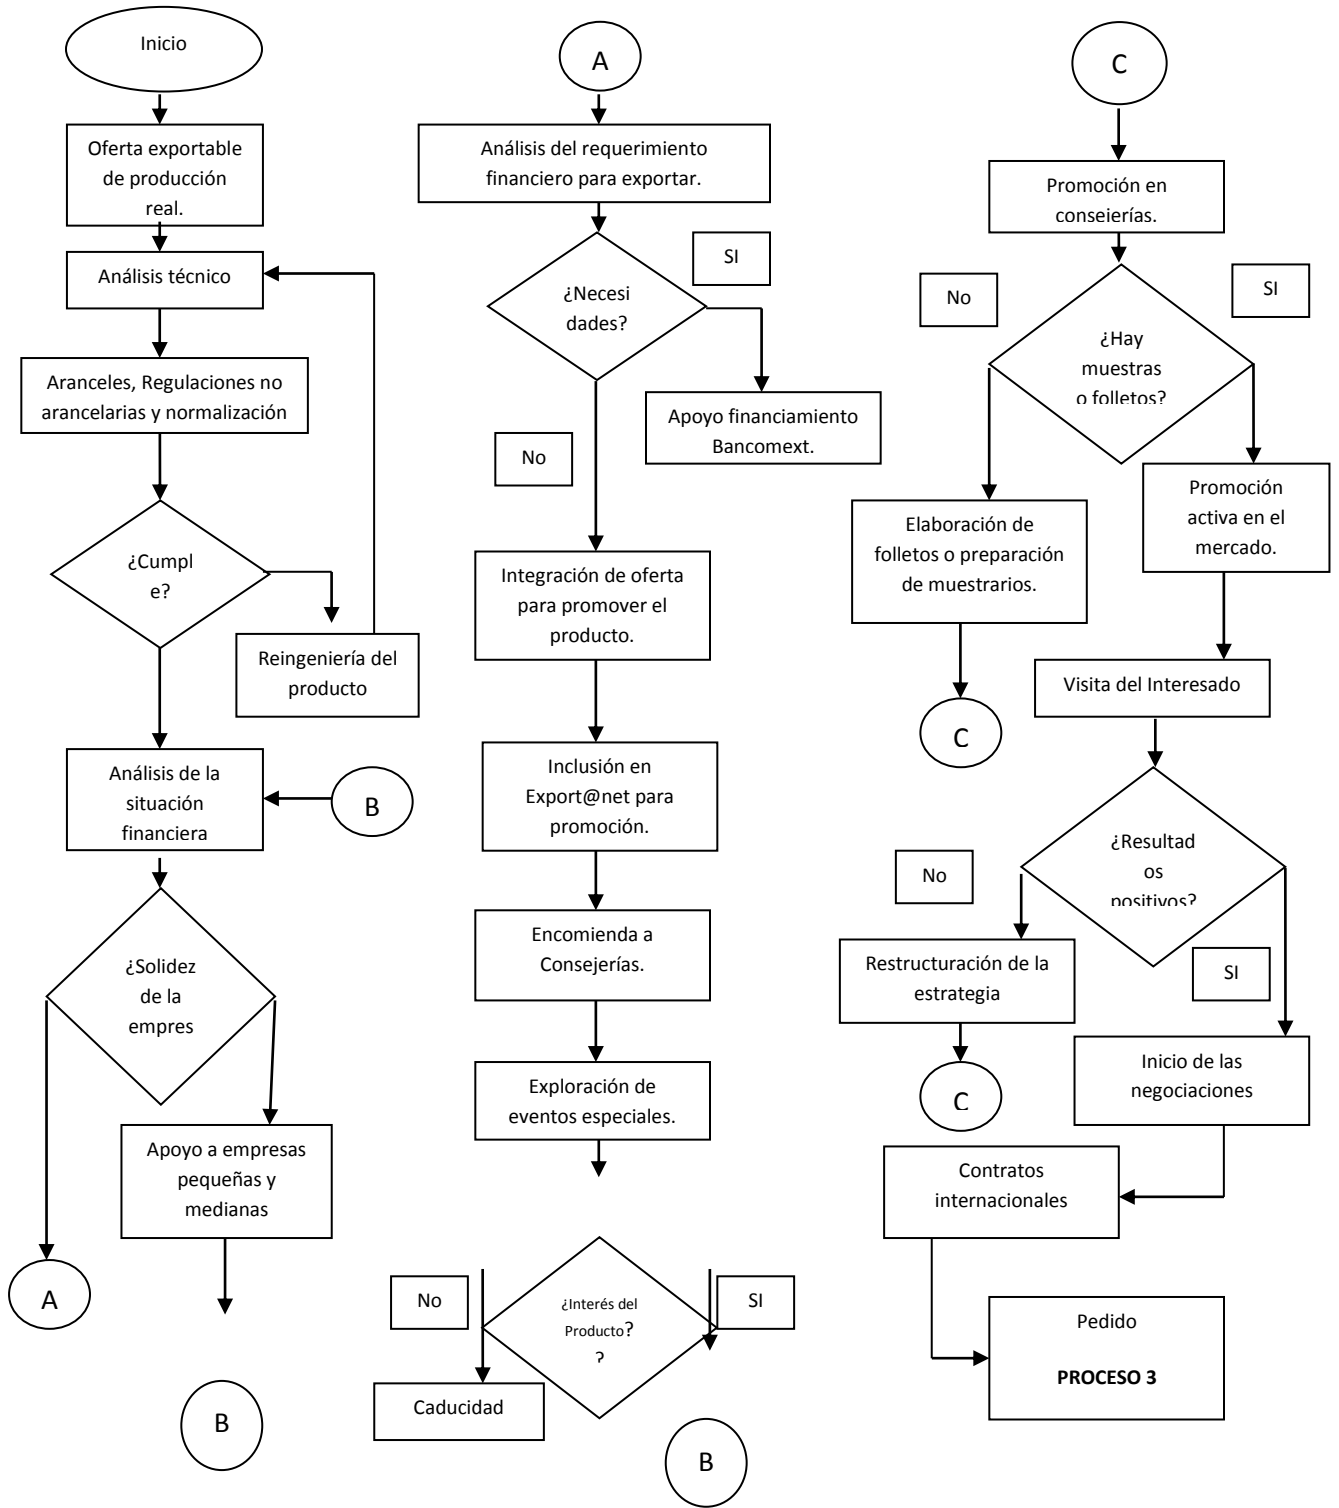 Inicio
Oferta exportable
de producción
real.
Análisis técnico
Aranceles, Regulaciones no
arancelarias y normalización
¿Cumpl
e?
Reingeniería del
producto
Análisis de la
situación
financiera
B
¿Solidez
de la
empres
Apoyo a empresas
pequeñas y
medianas
A
B
A
Análisis del requerimiento
financiero para exportar.
SI
¿Necesi
dades?
Apoyo financiamiento
Bancomext.
No
Integración de oferta
para promover el
producto.
Inclusión en
Export@net para
promoción.
Encomienda a
Consejerías.
Exploración de
eventos especiales.
No
¿Interés del
Producto?
?
SI
Caducidad
B
C
Promoción en
consejerías.
No
SI
¿Hay
muestras
o folletos?
Elaboración de
folletos o preparación
de muestrarios.
Promoción
activa en el
mercado.
C
Visita del Interesado
¿Resultad
os
positivos?
No
SI
Restructuración de la
estrategia
C
Inicio de las
negociaciones
Contratos
internacionales
Pedido
PROCESO 3